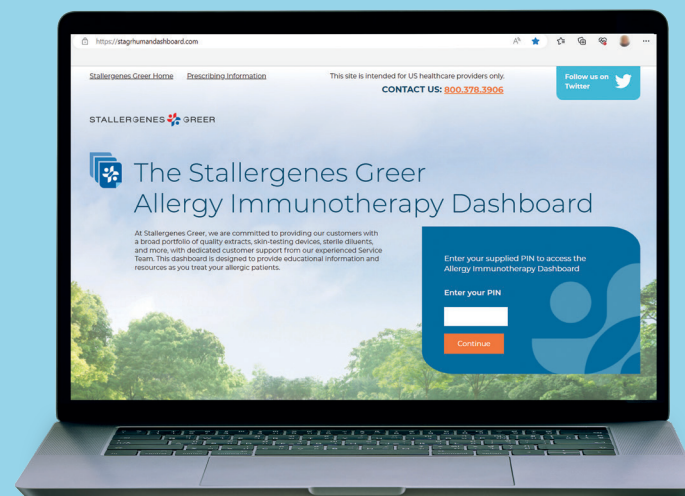 https://stagrhumandashboard.com
Stallergenes Greer Home Prescribing Information
This site is intended for US healthcare providers only.
CONTACT US: 800.378.3906
Follow us on
Twitter
STALLERGENES GREER
The Stallergenes Greer
Allergy Immunotherapy Dashboard
At Stallergenes Greer, we are committed to providing our customers with
a broad portfolio of quality extracts, skin-testing devices, sterile diluents,
and more, with dedicated customer support from our experienced Service
Team. This dashboard is designed to provide educational information and
resources as you treat your allergic patients.
Enter your supplied PIN to access the
Allergy Immunotherapy Dashboard
Enter your PIN
Continue